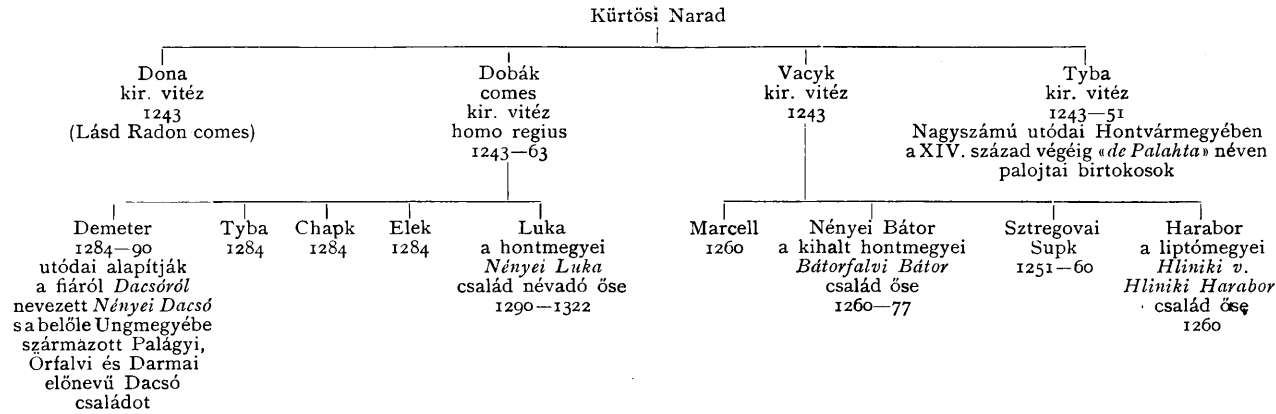 Kürtösi Narad
Dona
kir. vitéz
1243
(Lásd Radon comes)
Dobák
comes
kir. vitéz
homo regius
1243—63
Vacyk
kir. vitéz
1243
Tyba
kir. vitéz
1243—51
Nagyszámú utódai Hontvármegyében
a XIV. század végéig «de Palahta» néven
palojtai birtokosok
Demeter
1284—90
utódai alapítják
a fiáról Dacsóról
nevezett Nényei Dacsó
s a belőle Ungmegyébe
származott Palágyi,
Őrfalvi és Darmai
előnevű Dacsó
családot
Tyba
1284
Chapk
1284
Elek
1284
Luka
a hontmegyei
Nényei Luka
család névadó őse
1290—1322
Marcell
1260
Nényei Bátor
a kihalt hontmegyei
Bátorfalvi Bátor
család őse
1260—77
Sztregovai
Supk
1251—60
Harabor
a liptómegyei
Hliniki v.
Hliniki Harabor
család őse
1260